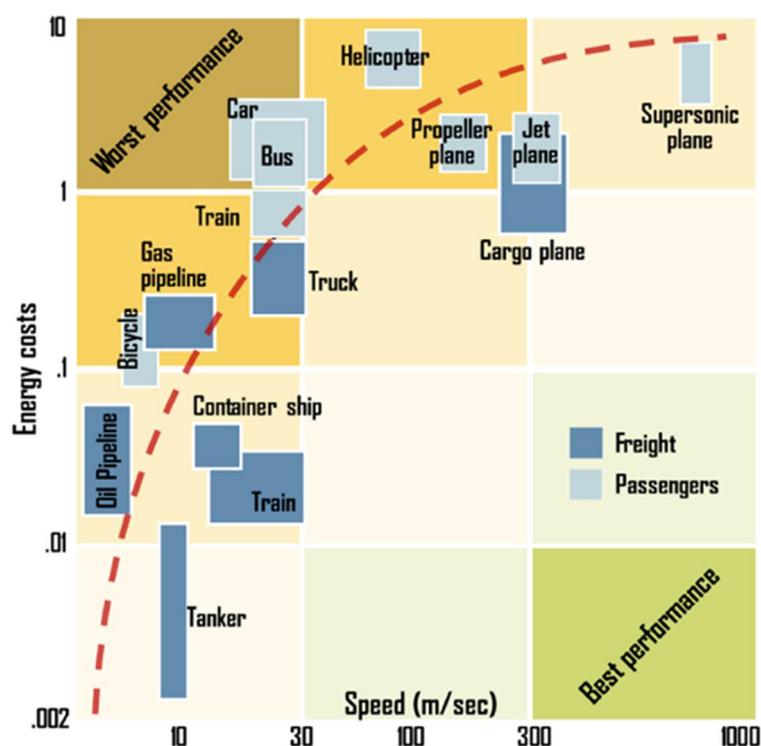 10
Worst performance
Helicopter
Car
Bus
Propeller
plane
Jet
plane
Supersonic
plane
1
Train
Gas
pipeline
Truck
Cargo plane
Bicycle
.1
Energy costs
Container ship
Oil Pipeline
Train
Freight
Passengers
.01
Tanker
Best performance
Speed (m/sec)
.002
10
30
100
300
1000